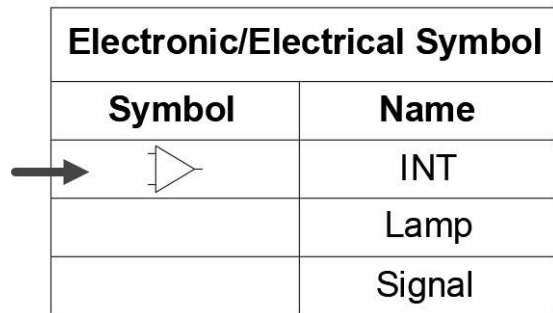 Electronic/Electrical Symbol
Symbol Name
INT
Lamp
Signal